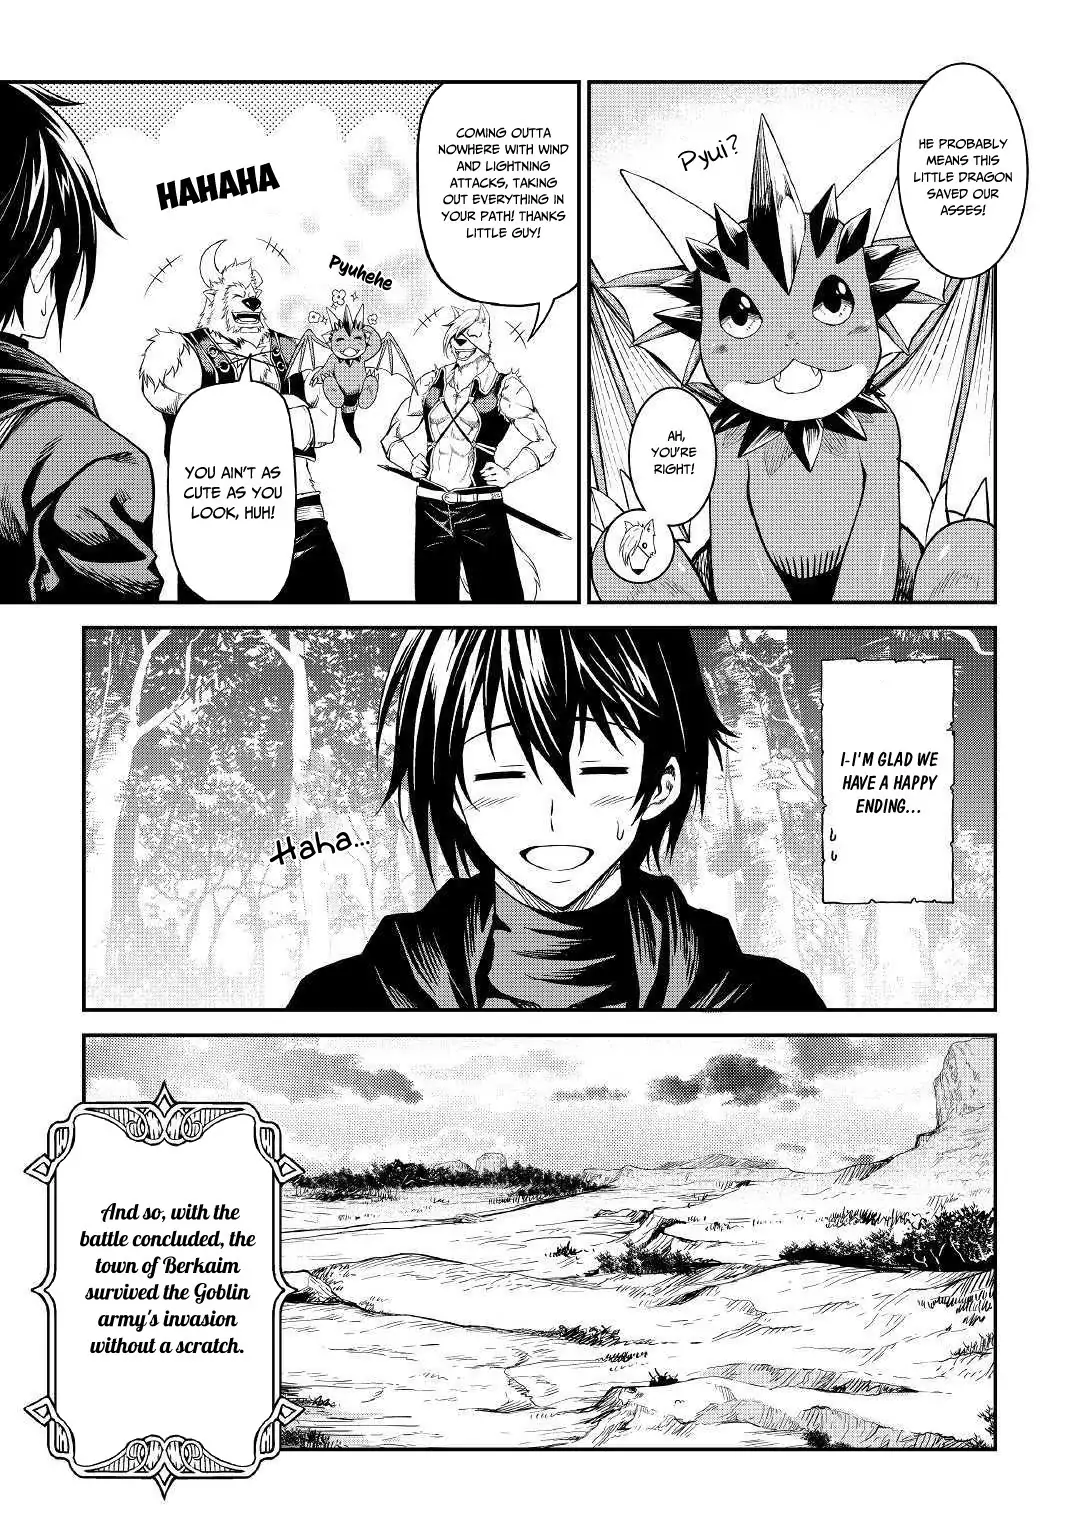 HE PROBABLY
MEANS THIS
LITTLE DRAGON
SAVED OUR
ASSES!
Pyui?
AH,
YOU'RE
RIGHT!
COMING OUTTA
NOWHERE WITH WIND
AND LIGHTNING
ATTACKS, TAKING
OUT EVERYTHING IN
YOUR PATH! THANKS
LITTLE GUY!
HAHAHA
Pyuhehe
YOU AIN'T AS
CUTE AS YOU
LOOK, HUH!
I-I'M GLAD WE
HAVE A HAPPY
ENDING...
Haha...
And so, with the
battle concluded, the
town of Berkaim
survived the Goblin
army's invasion
without a scratch.